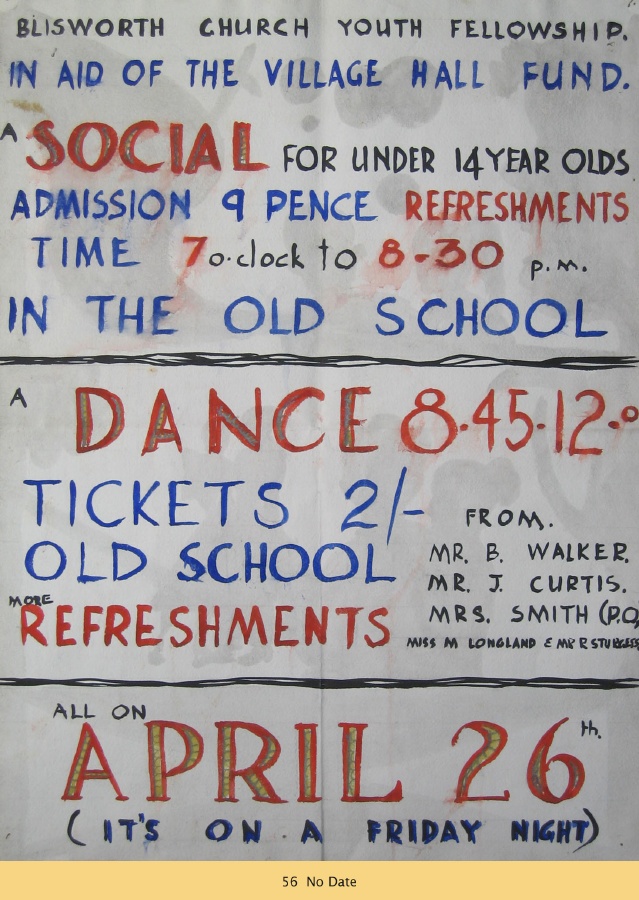 BLISWORTH CHURCH YOUTH FELLOWSHIP.
IN AID OF THE VILLAGE HALL FUND.
A SOCIAL FOR UNDER 14 YEAR OLDS
ADMISSION 9 PENCE REFRESHMENTS
TIME 7 o.clock to 8-30 p.m.
IN THE OLD SCHOOL
A DANCE 8.45-12.0
TICKETS 2/- FROM.
OLD SCHOOL MR. B. WALKER.
MR. J. CURTIS.
MORE REFRESHMENTS MRS. SMITH (P.O,
MISS M LONGLAND & MR R STURGESS
ALL ON
APRIL 26th.
(IT'S ON A FRIDAY NIGHT)
56 No Date